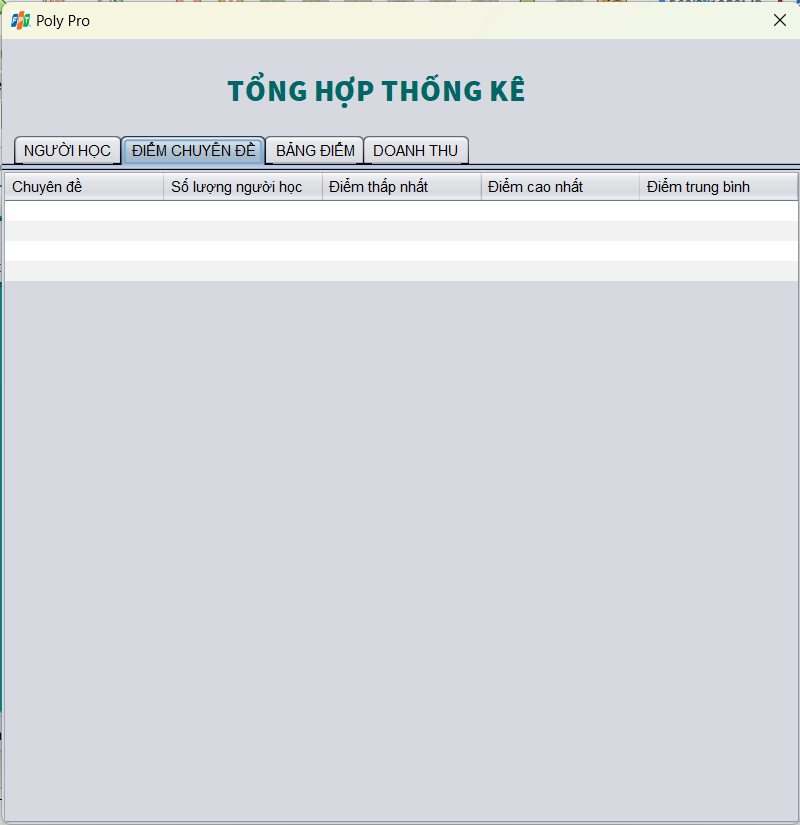 FPT Poly Pro
TỔNG HỢP THỐNG KÊ
NGƯỜI HỌC ĐIỂM CHUYÊN ĐỀ BẢNG ĐIỂM DOANH THU
Chuyên đề Số lượng người học Điểm thấp nhất Điểm cao nhất Điểm trung bình